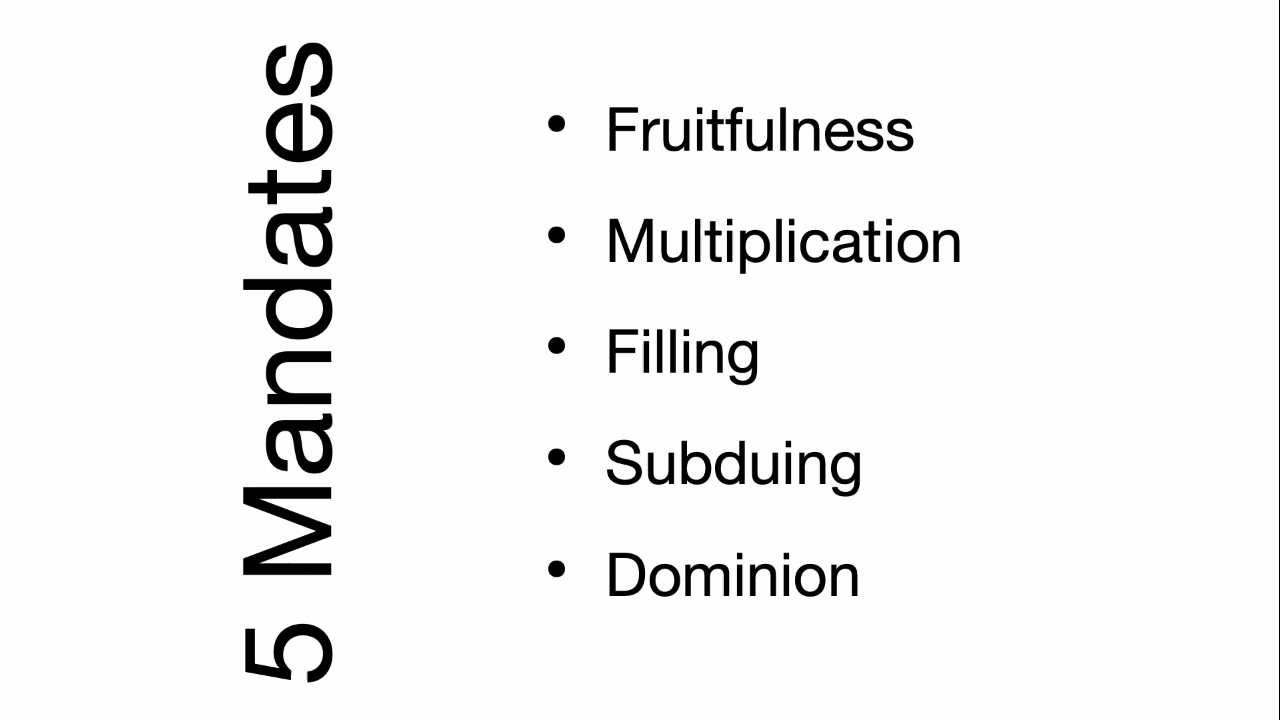 5 Mandates
• Fruitfulness
• Multiplication
• Filling
• Subduing
• Dominion